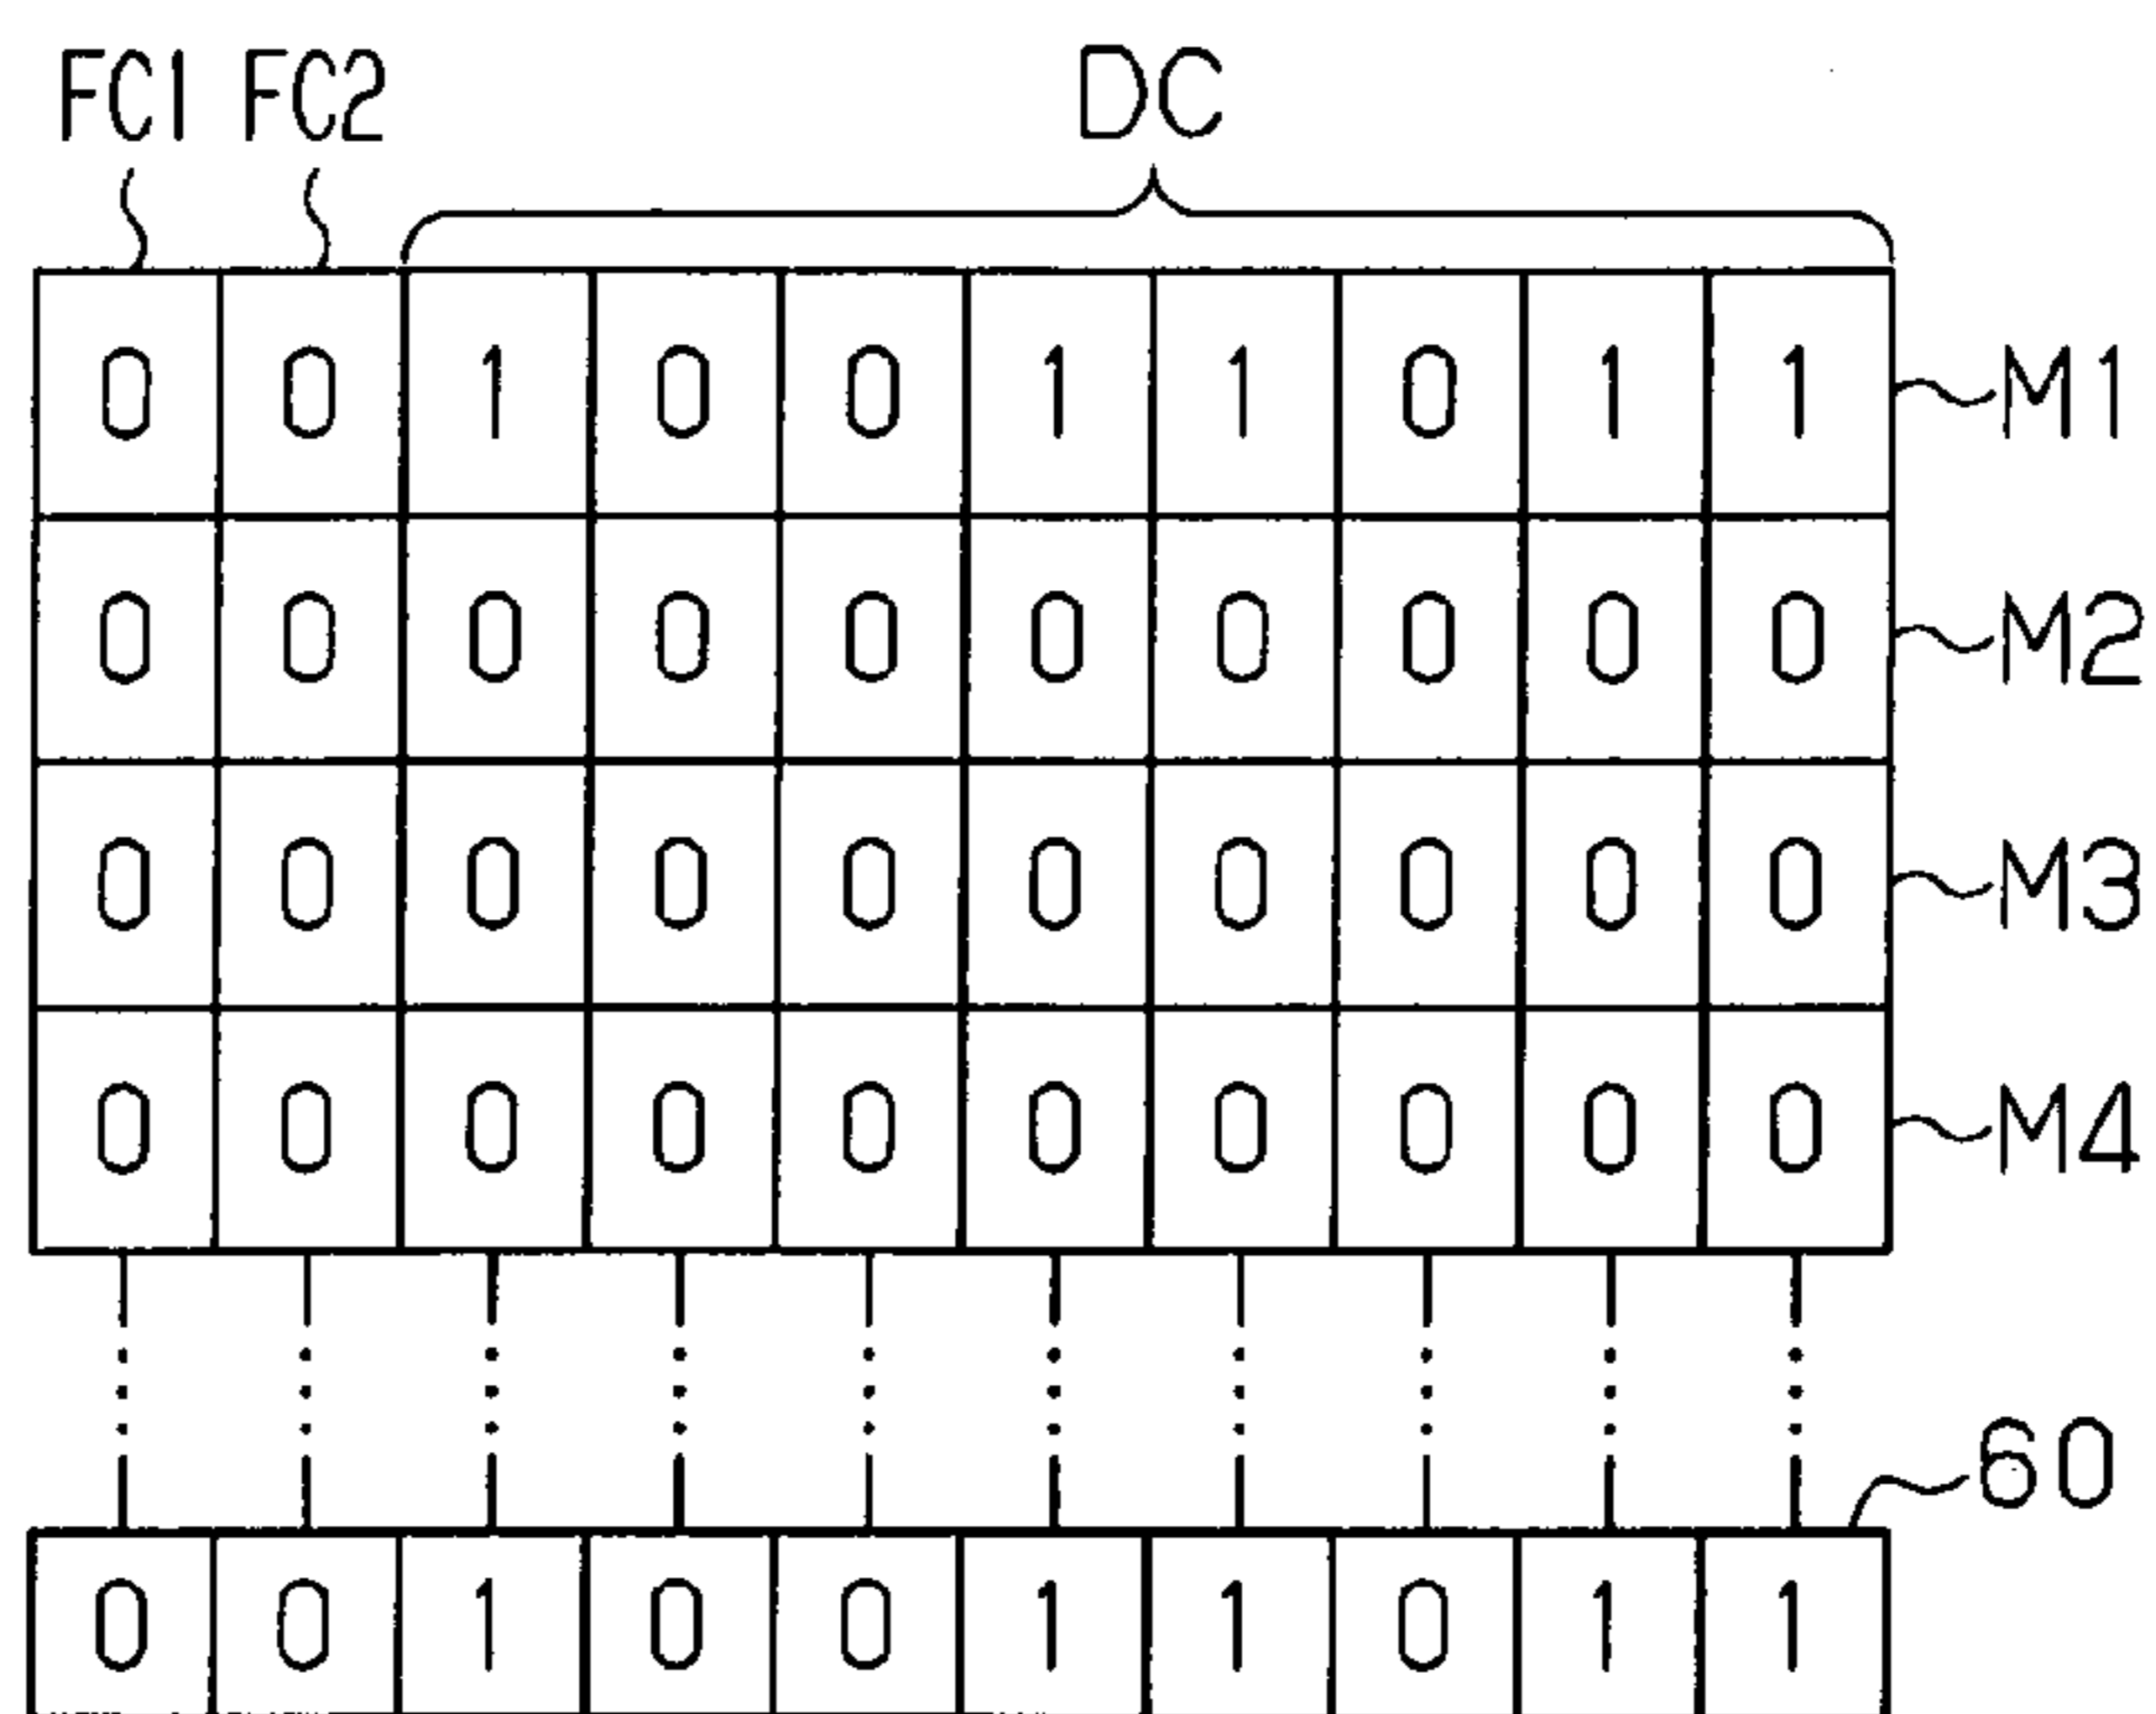 FC1 FC2 DC
0 0 1 0 0 1 1 0 1 1 M1
0 0 0 0 0 0 0 0 0 0 M2
0 0 0 0 0 0 0 0 0 0 M3
0 0 0 0 0 0 0 0 0 0 M4
60
0 0 1 0 0 1 1 0 1 1